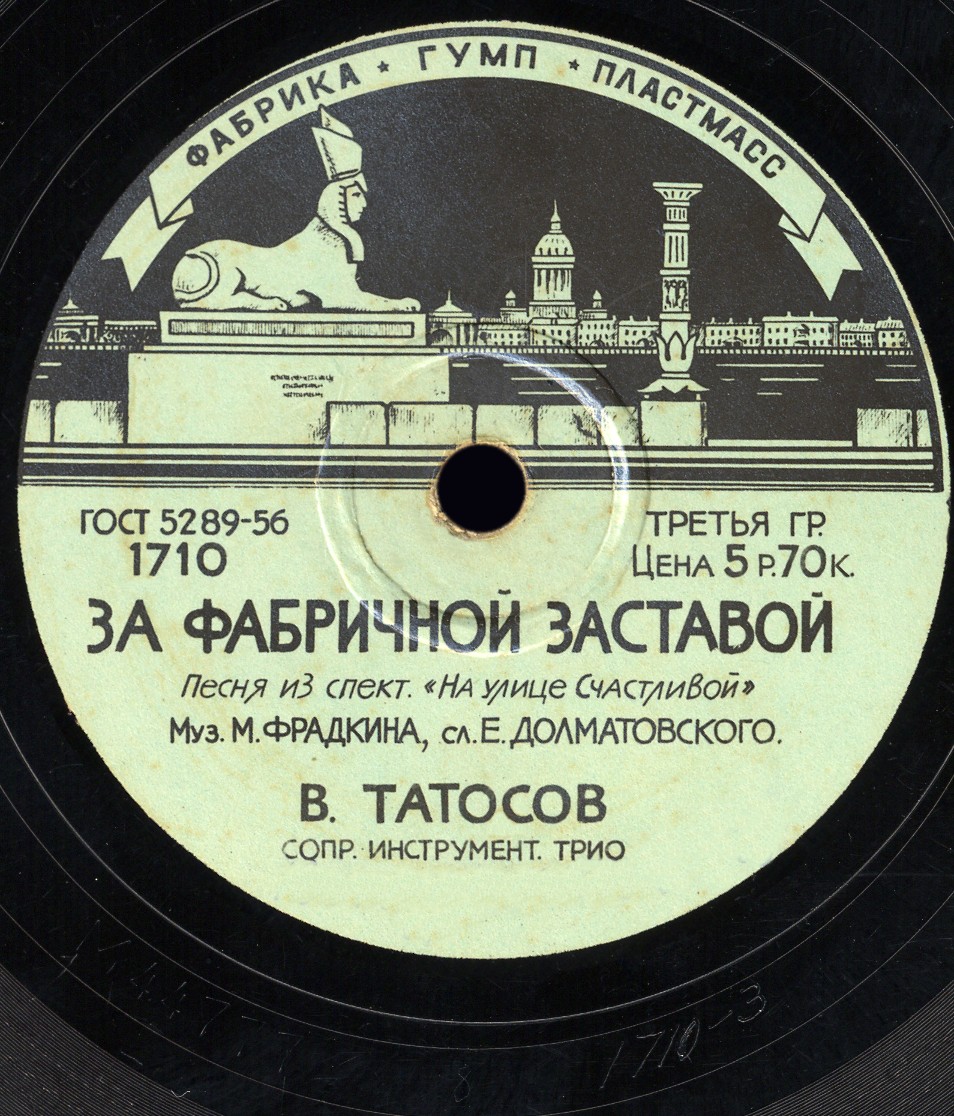 ФАБРИКА * ГУМП * ПЛАСТМАСС
ГОСТ 5289-56
1710
ТРЕТЬЯ ГР.
ЦЕНА 5 Р. 70 К.
ЗА ФАБРИЧНОЙ ЗАСТАВОЙ
Песня из спект. «На улице Счастливой»
Муз. М. ФРАДКИНА, сл. Е. ДОЛМАТОВСКОГО.
В. ТАТОСОВ
СОПР. ИНСТРУМЕНТ. ТРИО
1710-3
8